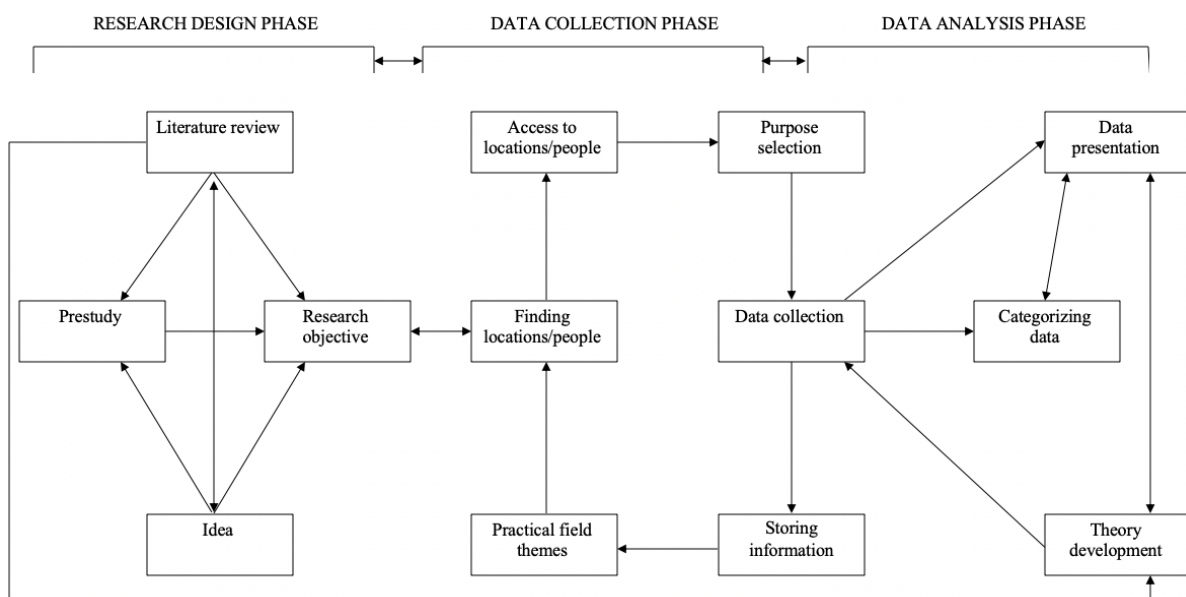 RESEARCH DESIGN PHASE
DATA COLLECTION PHASE
DATA ANALYSIS PHASE
Literature review
Access to
locations/people
Purpose
selection
Data
presentation
Prestudy
Research
objective
Finding
locations/people
Data collection
Categorizing
data
Idea
Practical field
themes
Storing
information
Theory
development